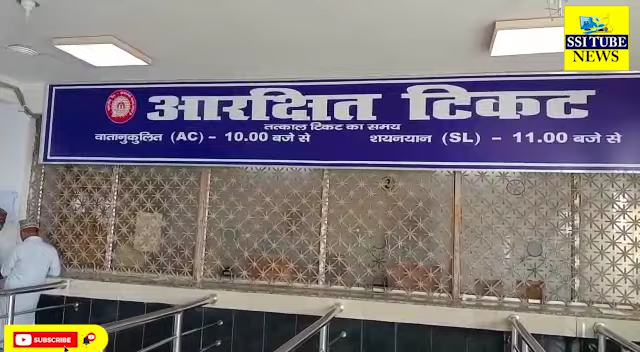 SSI TUBE
NEWS
आरक्षित टिकट
तत्काल टिकट का समय
वातानुकुलित (AC) – 10.00 बजे से शयनयान (SL) – 11.00 बजे से
SUBSCRIBE